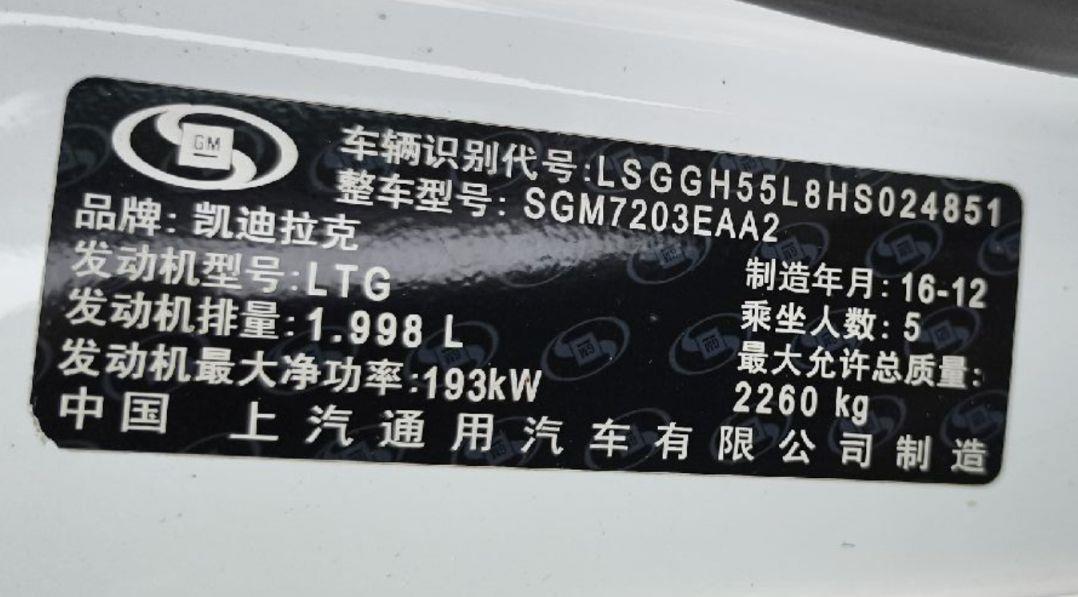 GM
车辆识别代号:LSGGH55L8HS024851
整车型号: SGM7203EAA2
品牌: 凯迪拉克
发动机型号:LTG
制造年月: 16-12
发动机排量:1.998 L
乘坐人数: 5
发动机最大净功率:193kW
最大允许总质量:
2260 kg
中国 上汽通用汽车有限公司制造